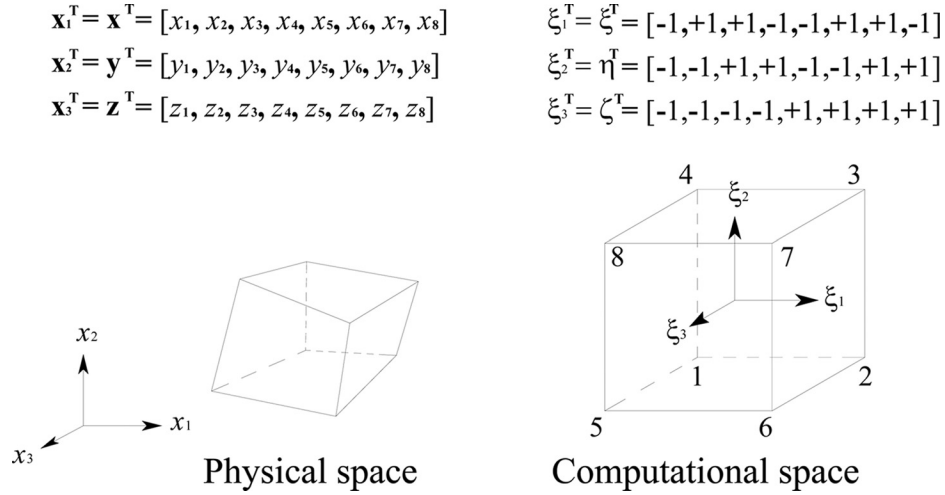 x₁ᵀ= x ᵀ= [x₁, x₂, x₃, x₄, x₅, x₆, x₇, x₈]
ξ₁ᵀ= ξᵀ= [-1,+1,+1,-1,-1,+1,+1,-1]
x₂ᵀ= y ᵀ= [y₁, y₂, y₃, y₄, y₅, y₆, y₇, y₈]
ξ₂ᵀ= ηᵀ= [-1,-1,+1,+1,-1,-1,+1,+1]
x₃ᵀ= z ᵀ= [z₁, z₂, z₃, z₄, z₅, z₆, z₇, z₈]
ξ₃ᵀ= ζᵀ= [-1,-1,-1,-1,+1,+1,+1,+1]
4
3
ξ₂
8
7
ξ₁
ξ₃
x₂
1
2
x₁
5
6
x₃
Physical space
Computational space